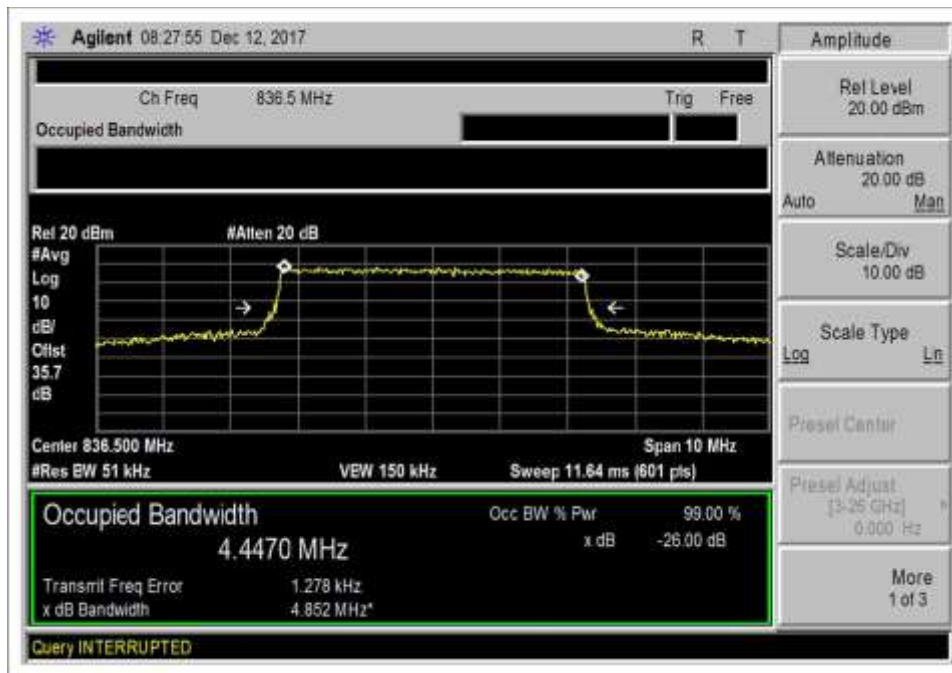 Agilent 08:27:55 Dec 12, 2017 R T
Ch Freq 836.5 MHz Trig Free
Occupied Bandwidth
Ref 20 dBm #Atten 20 dB
#Avg
Log
10
dB/
Offst
35.7
dB
Center 836.500 MHz Span 10 MHz
#Res BW 51 kHz VBW 150 kHz Sweep 11.64 ms (601 pts)
Occupied Bandwidth Occ BW % Pwr 99.00 %
4.4470 MHz x dB -26.00 dB
Transmit Freq Error 1.278 kHz
x dB Bandwidth 4.852 MHz*
Query INTERRUPTED
Amplitude
Ref Level
20.00 dBm
Attenuation
20.00 dB
Auto Man
Scale/Div
10.00 dB
Scale Type
Log Lin
Presel Center
Presel Adjust
[3-26 GHz]
0.000 Hz
More
1 of 3